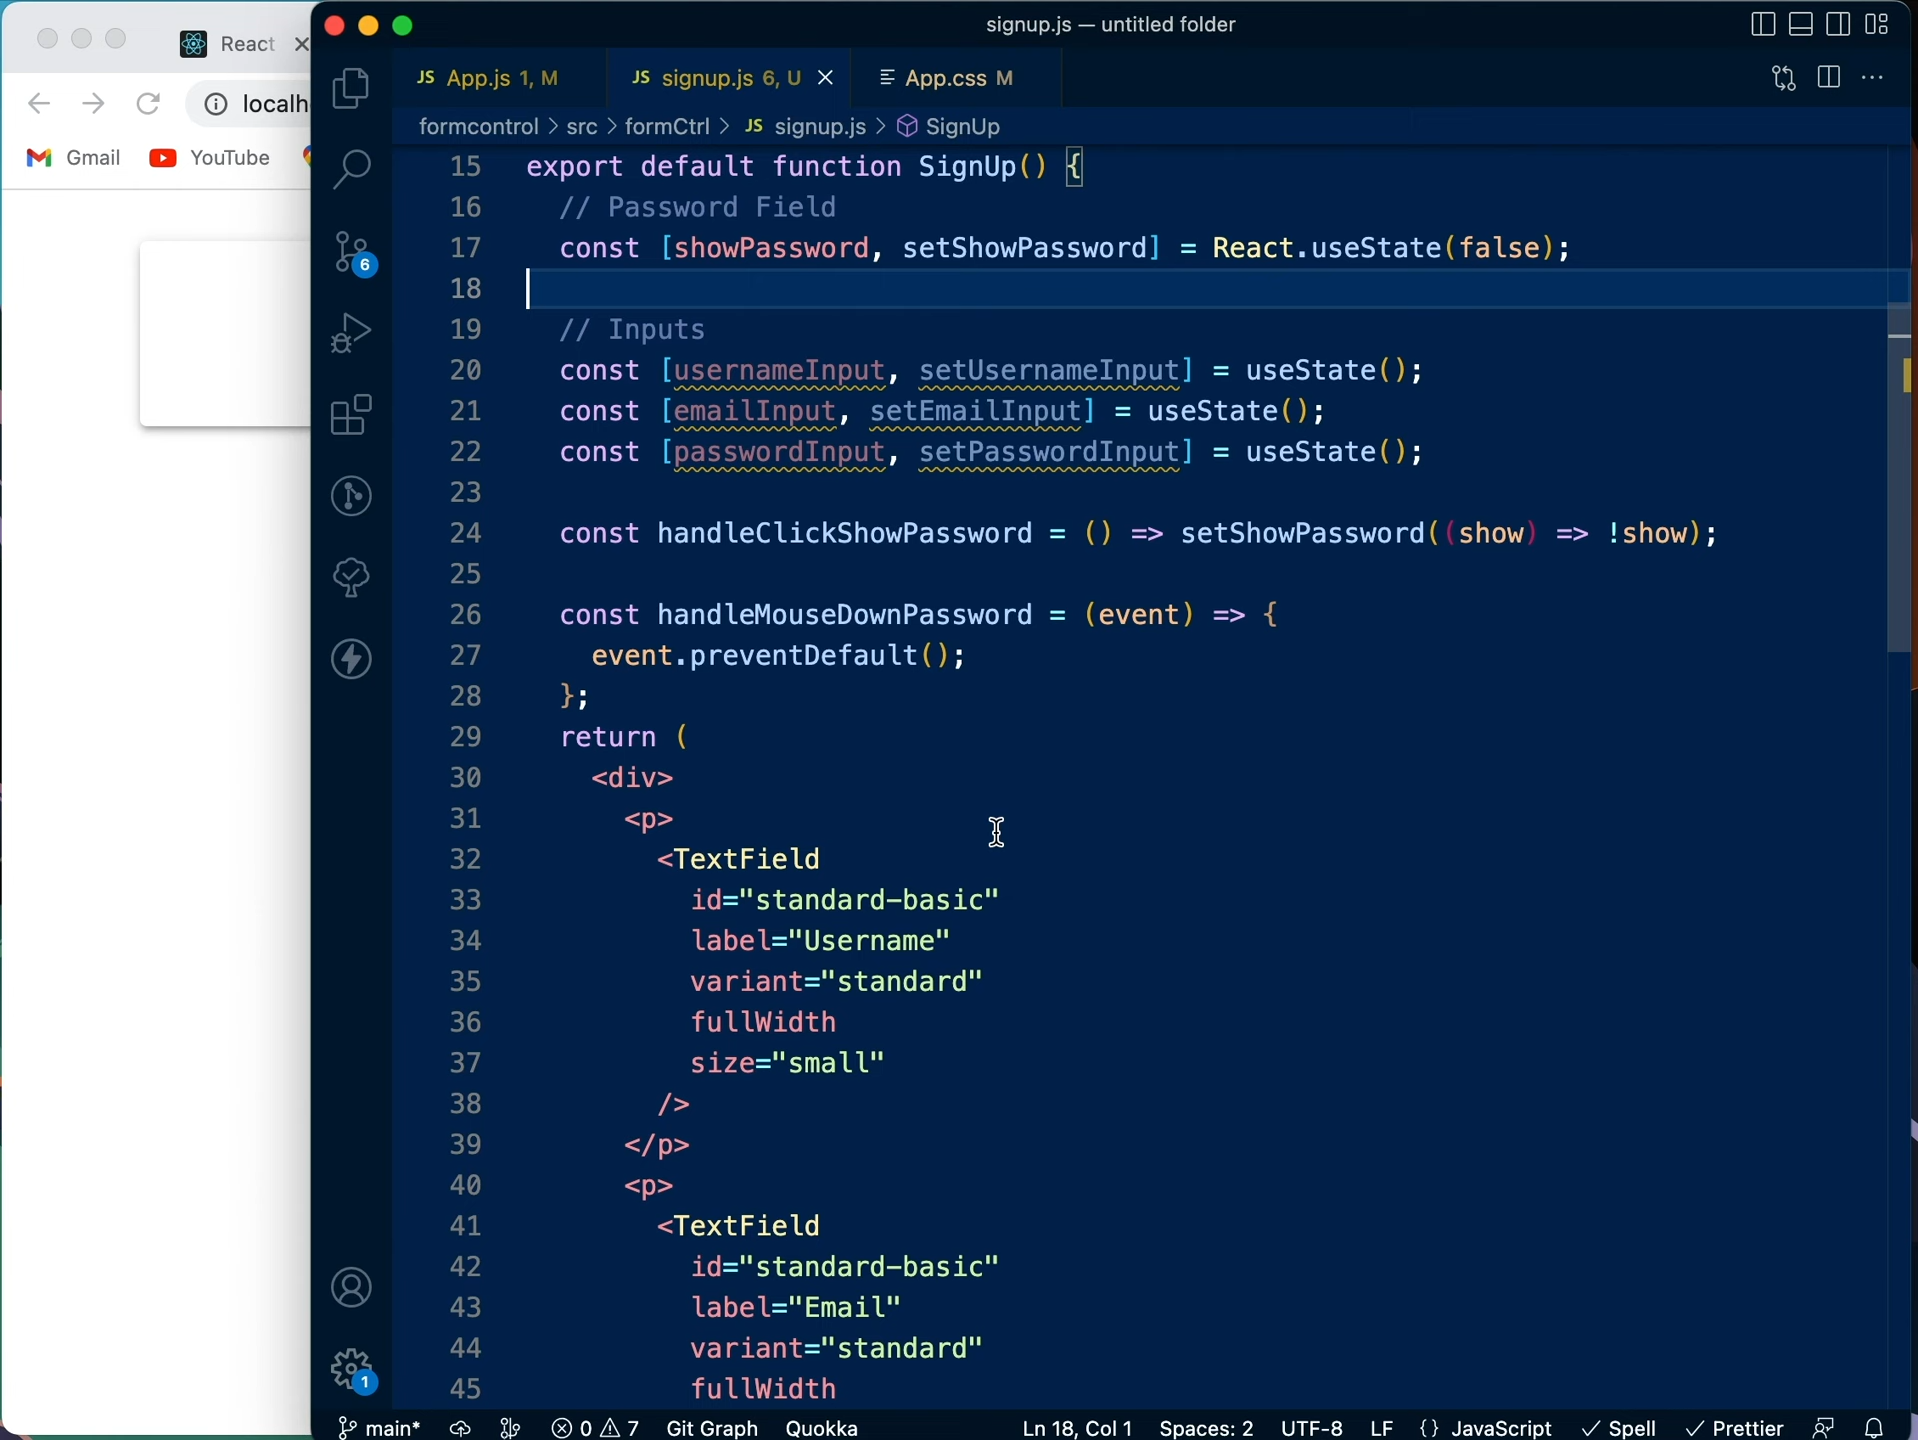 signup.js — untitled folder
React
localh
Gmail YouTube
JS App.js 1, M JS signup.js 6, U App.css M
formcontrol > src > formCtrl > JS signup.js > SignUp
15 export default function SignUp() {
16 // Password Field
17 const [showPassword, setShowPassword] = React.useState(false);
18
19 // Inputs
20 const [usernameInput, setUsernameInput] = useState();
21 const [emailInput, setEmailInput] = useState();
22 const [passwordInput, setPasswordInput] = useState();
23
24 const handleClickShowPassword = () => setShowPassword((show) => !show);
25
26 const handleMouseDownPassword = (event) => {
27 event.preventDefault();
28 };
29 return (
30 <div>
31 <p>
32 <TextField
33 id="standard-basic"
34 label="Username"
35 variant="standard"
36 fullWidth
37 size="small"
38 />
39 </p>
40 <p>
41 <TextField
42 id="standard-basic"
43 label="Email"
44 variant="standard"
45 fullWidth
6
1
main* 0 7 Git Graph Quokka Ln 18, Col 1 Spaces: 2 UTF-8 LF {} JavaScript Spell Prettier